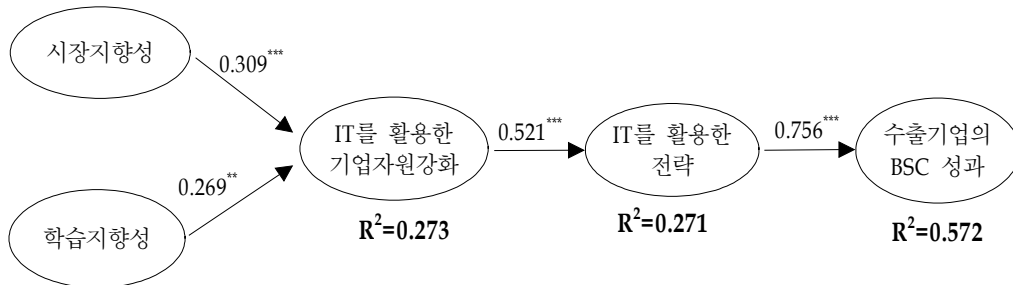 시장지향성
0.309***
IT를 활용한
기업자원강화
0.521***
IT를 활용한
전략
0.756***
수출기업의
BSC 성과
0.269**
학습지향성
R²=0.273
R²=0.271
R²=0.572